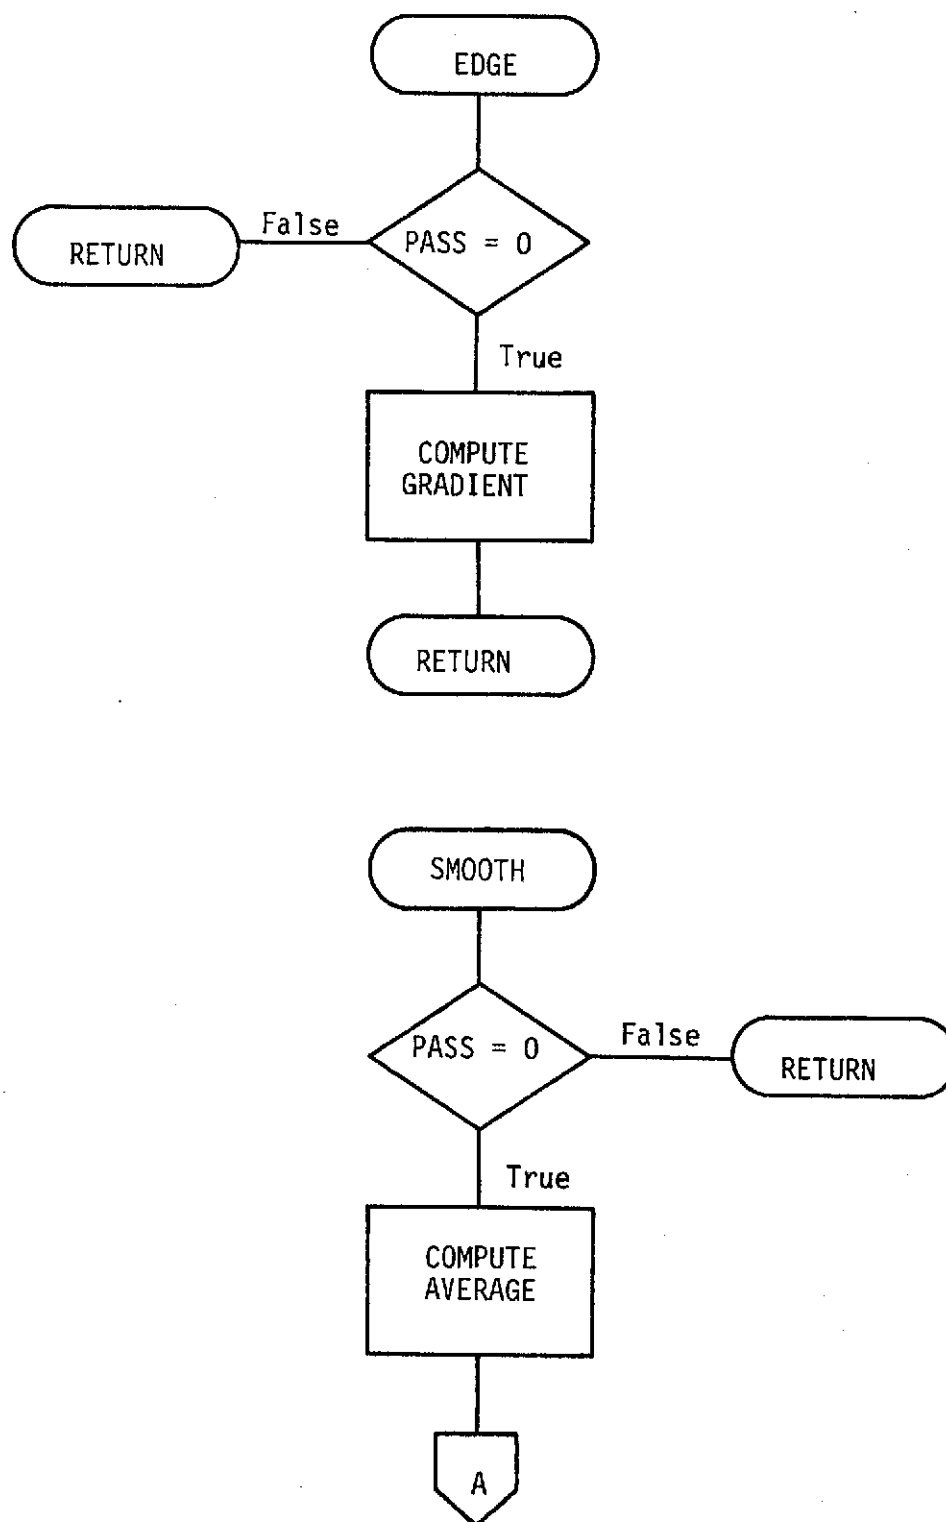 EDGE
False
PASS = 0
RETURN
True
COMPUTE
GRADIENT
RETURN
SMOOTH
PASS = 0
False
RETURN
True
COMPUTE
AVERAGE
A